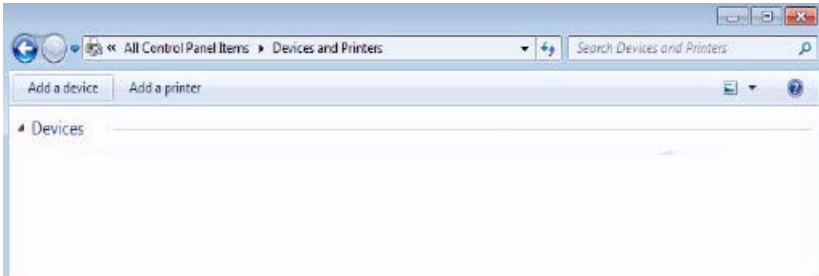 « All Control Panel Items ▸ Devices and Printers Search Devices and Printers
Add a device Add a printer
Devices